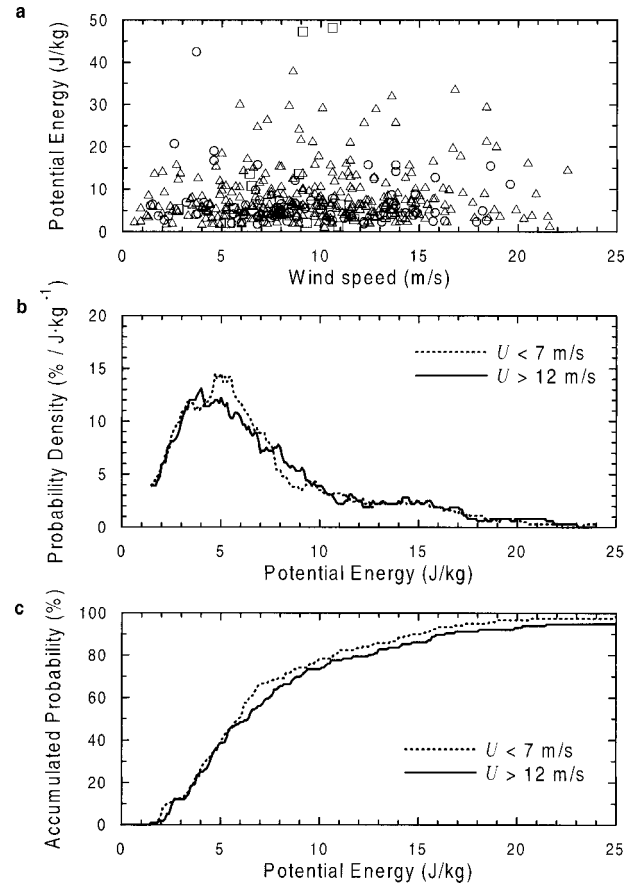 a
Potential Energy (J/kg)
50
40
30
20
10
0
0 5 10 15 20 25
Wind speed (m/s)
b
Probability Density (% / J·kg⁻¹)
20
15
10
5
0
U < 7 m/s
U > 12 m/s
0 5 10 15 20 25
Potential Energy (J/kg)
c
Accumulated Probability (%)
100
80
60
40
20
0
U < 7 m/s
U > 12 m/s
0 5 10 15 20 25
Potential Energy (J/kg)